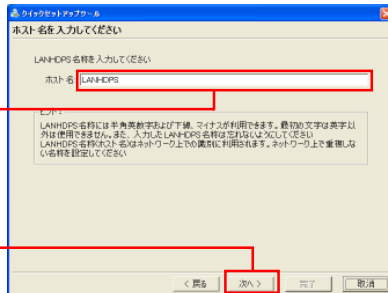 クイックセットアップツール
ホスト名を入力してください
LANHDPS名称を入力してください
ホスト名: LANHDPS
ヒント:
LANHDPS名称には半角英数字および下線、マイナスが利用できます。最初の文字は英字以
外は使用できません。また、入力したLANHDPS名称は忘れないようにしてください
LANHDPS名称(ホスト名)はネットワーク上での識別に利用されます。ネットワーク上で重複しな
い名称を設定してください
< 戻る 次へ > 完了 取消